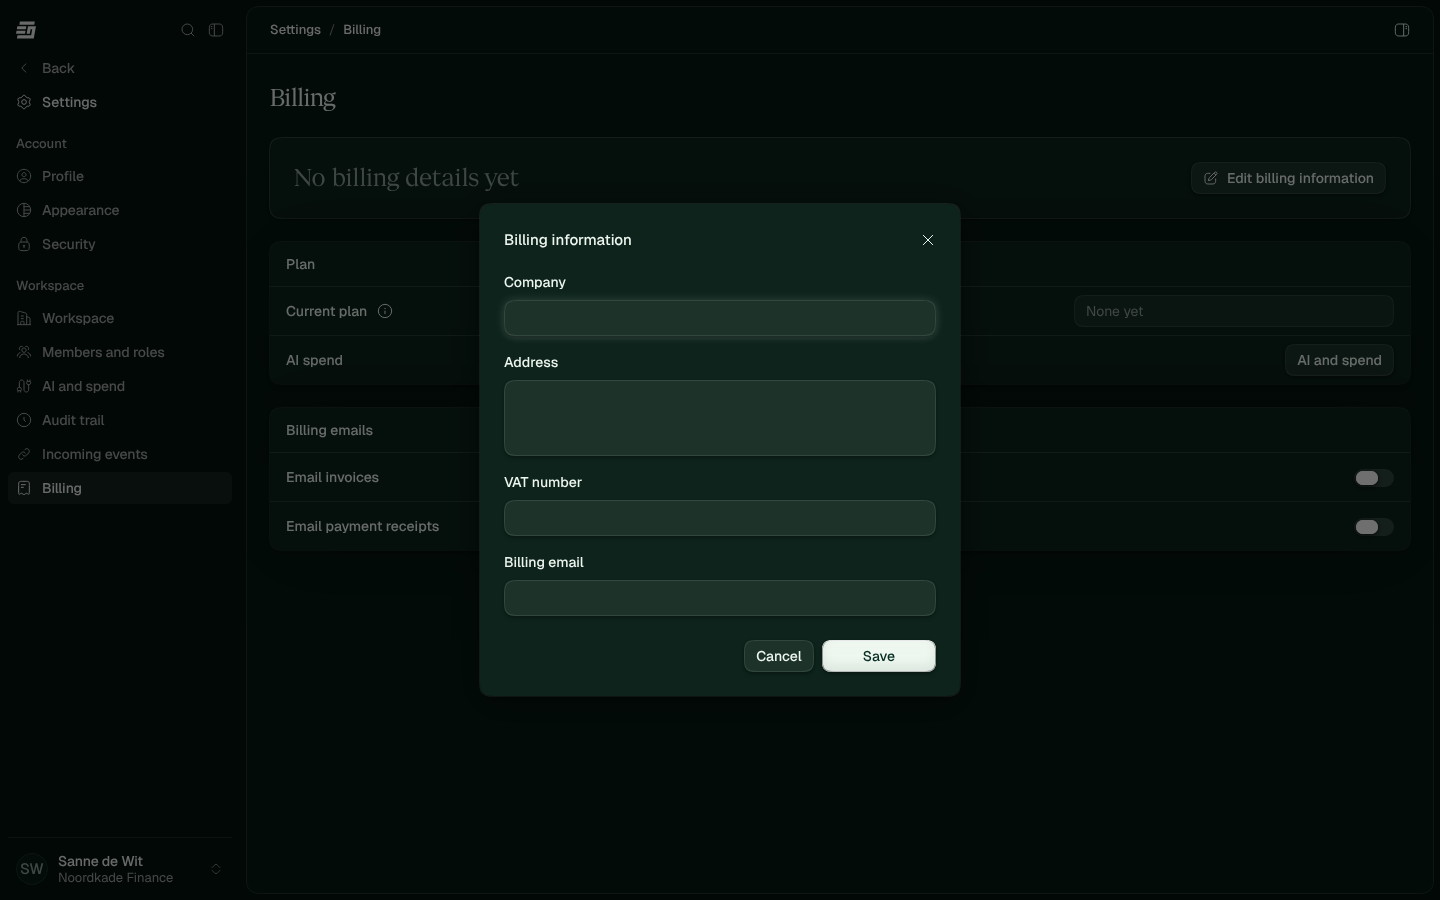 Settings / Billing
Back
Settings
Account
Profile
Appearance
Security
Workspace
Workspace
Members and roles
AI and spend
Audit trail
Incoming events
Billing
SW
Sanne de Wit
Noordkade Finance
Billing
No billing details yet
Edit billing information
Plan
Current plan
None yet
AI spend
AI and spend
Billing emails
Email invoices
Email payment receipts
Billing information
Company
Address
VAT number
Billing email
Cancel
Save